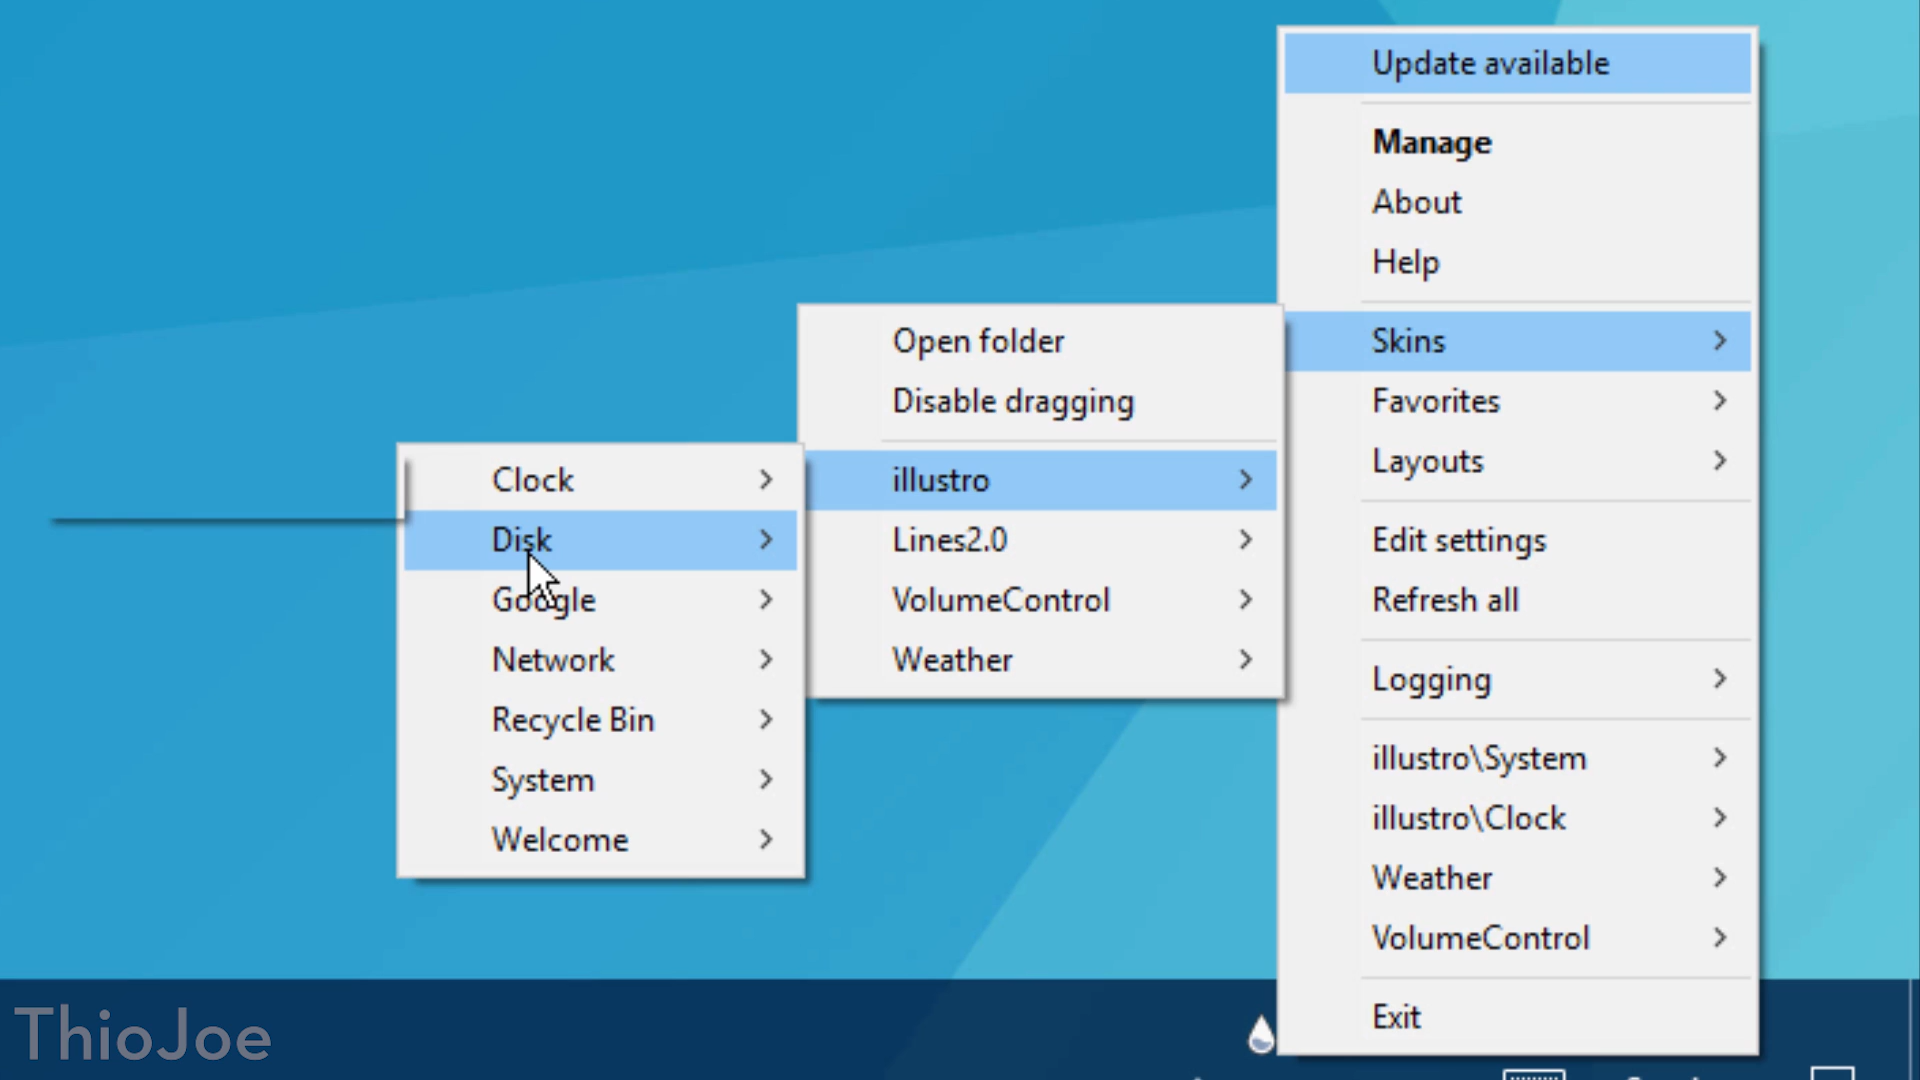 Update available
Manage
About
Help
Skins
Favorites
Layouts
Edit settings
Refresh all
Logging
illustro\System
illustro\Clock
Weather
VolumeControl
Exit
Open folder
Disable dragging
illustro
Lines2.0
VolumeControl
Weather
Clock
Disk
Google
Network
Recycle Bin
System
Welcome
ThioJoe